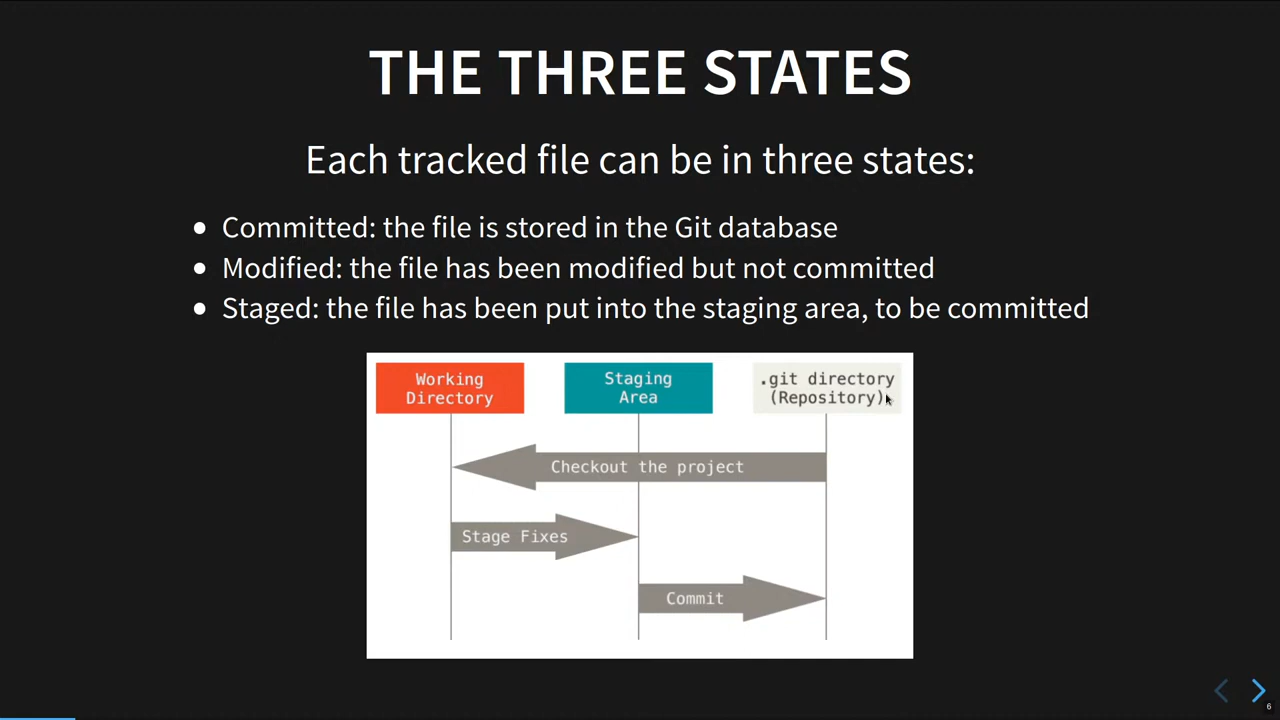 THE THREE STATES
Each tracked file can be in three states:
Committed: the file is stored in the Git database
Modified: the file has been modified but not committed
Staged: the file has been put into the staging area, to be committed
Working
Directory
Staging
Area
.git directory
(Repository)
Checkout the project
Stage Fixes
Commit
6